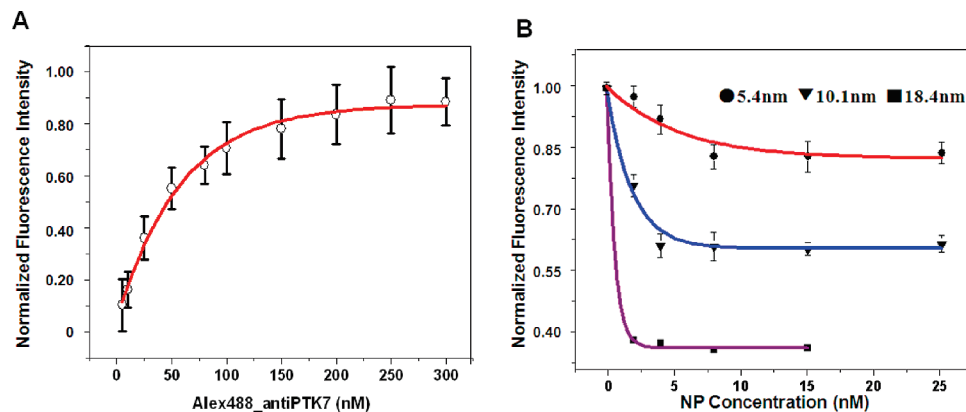 A
Normalized Fluorescence Intensity
1.00
0.80
0.60
0.40
0.20
0
0 50 100 150 200 250 300
Alex488_antiPTK7 (nM)
B
Normalized Fluorescence Intensity
1.00
0.85
0.70
0.55
0.40
5.4nm 10.1nm 18.4nm
0 5 10 15 20 25
NP Concentration (nM)